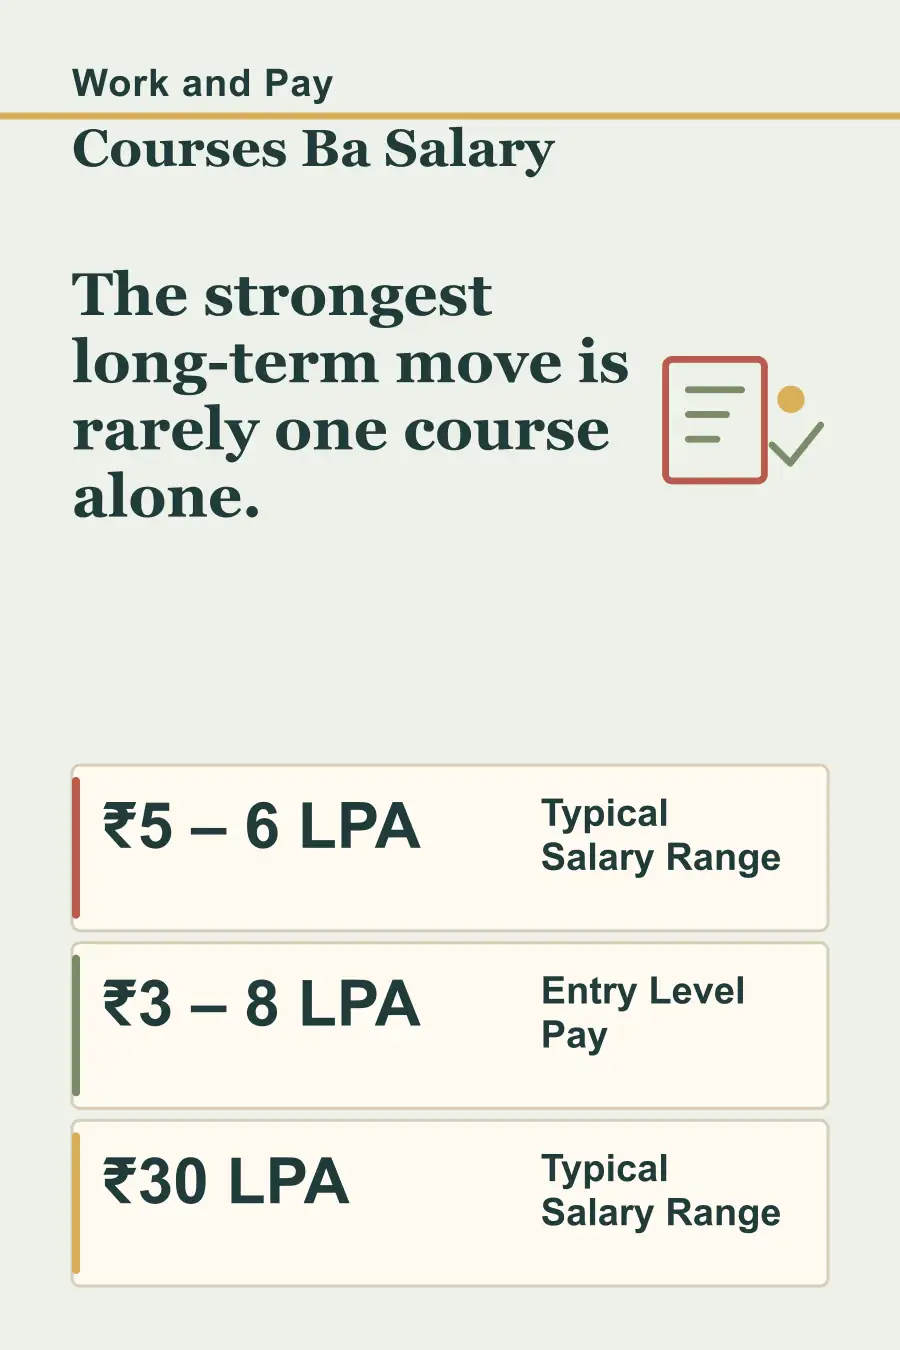 Work and Pay
Courses Ba Salary
The strongest
long-term move is
rarely one course
alone.
₹5 – 6 LPA
Typical
Salary Range
₹3 – 8 LPA
Entry Level
Pay
₹30 LPA
Typical
Salary Range